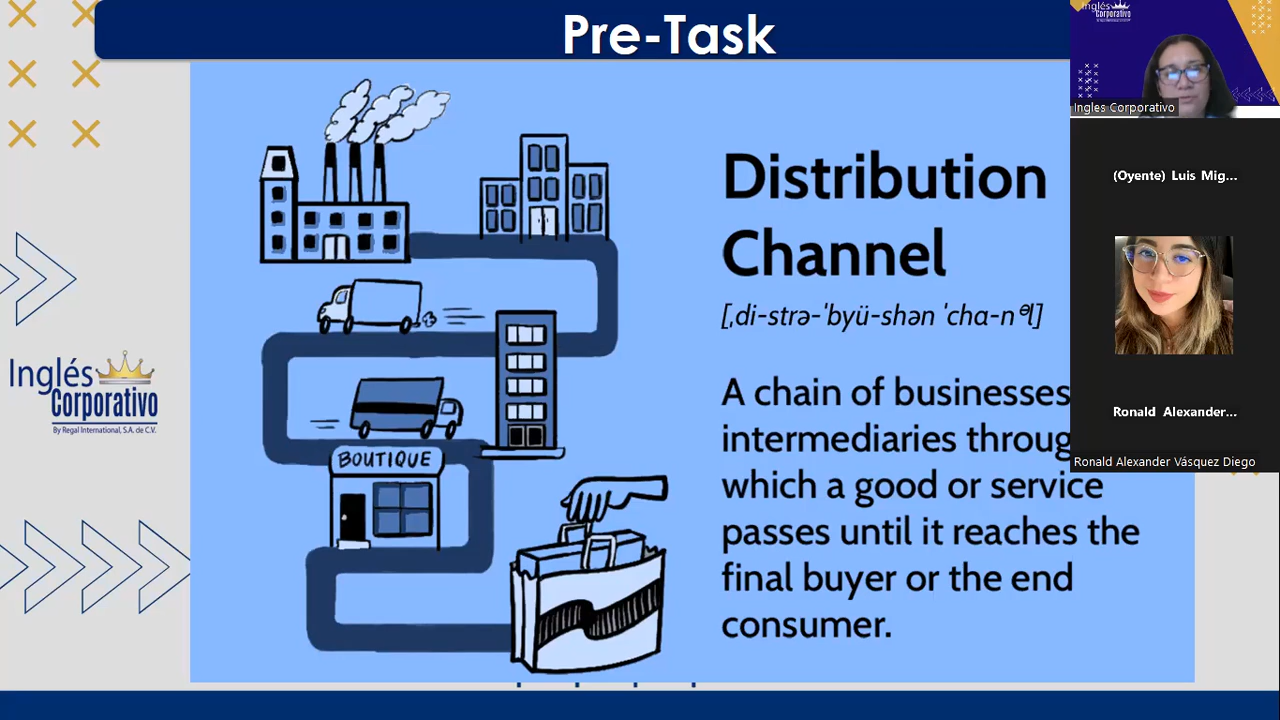 Pre-Task
Distribution
Channel
[ˌdi-strə-ˈbyü-shən ˈcha-nᵊl]
A chain of businesses
intermediaries throug
which a good or service
passes until it reaches the
final buyer or the end
consumer.
BOUTIQUE
Inglés
Corporativo
By Regal International, S.A. de C.V.
Inglés
Corporativo
Ingles Corporativo
(Oyente) Luis Mig...
Ronald Alexander...
Ronald Alexander Vásquez Diego